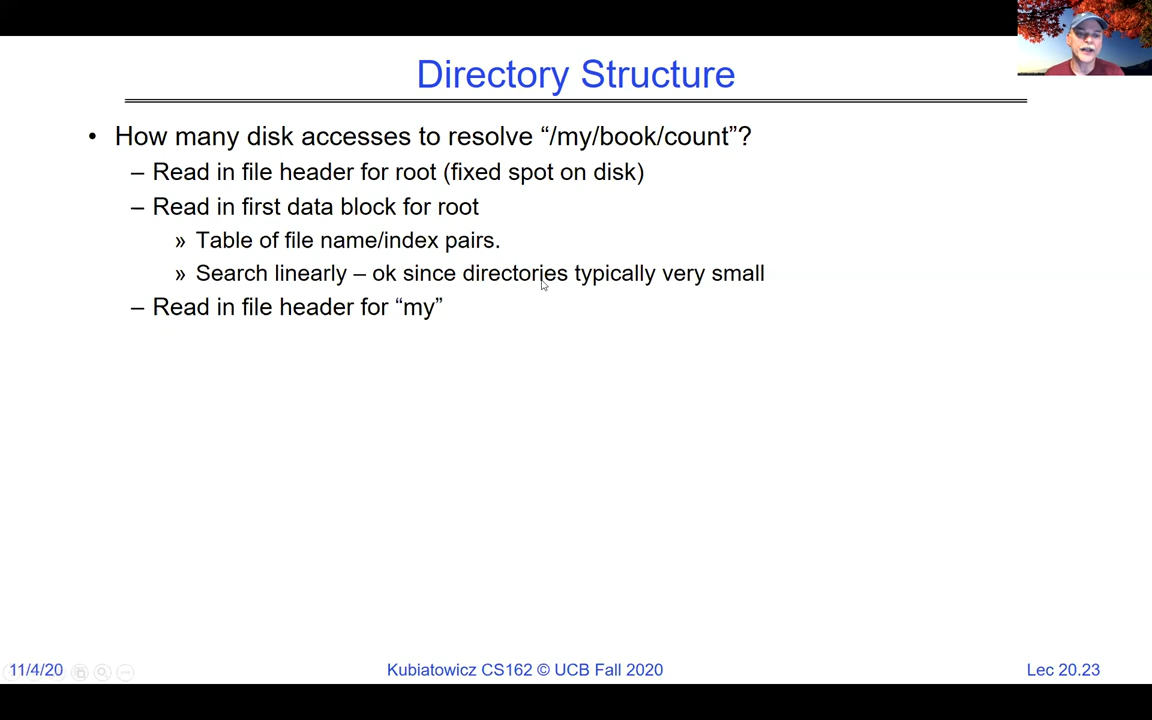 Directory Structure
• How many disk accesses to resolve “/my/book/count”?
– Read in file header for root (fixed spot on disk)
– Read in first data block for root
» Table of file name/index pairs.
» Search linearly – ok since directories typically very small
– Read in file header for “my”
11/4/20
Kubiatowicz CS162 © UCB Fall 2020
Lec 20.23